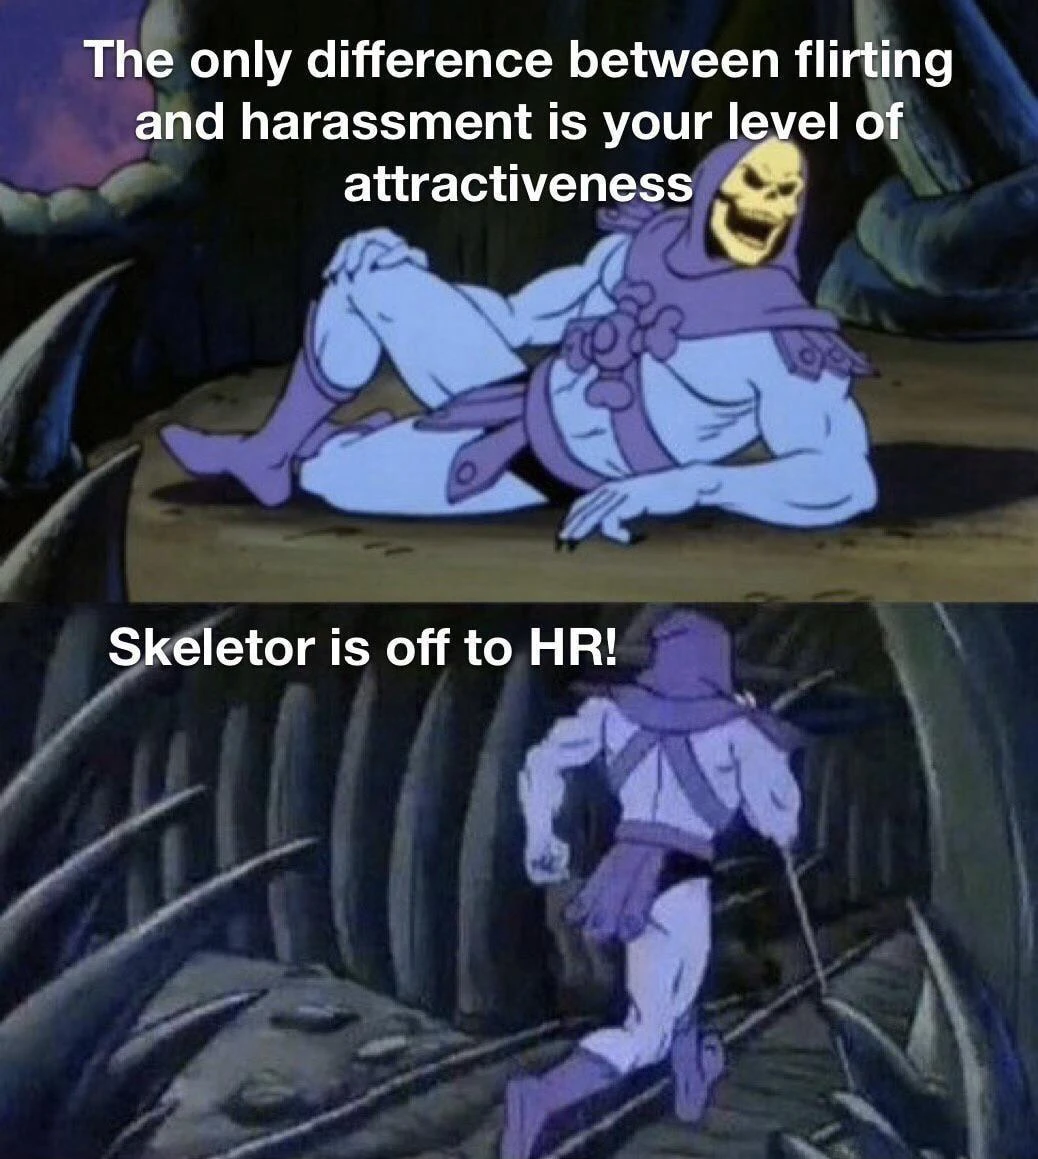 The only difference between flirting
and harassment is your level of
attractiveness
Skeletor is off to HR!